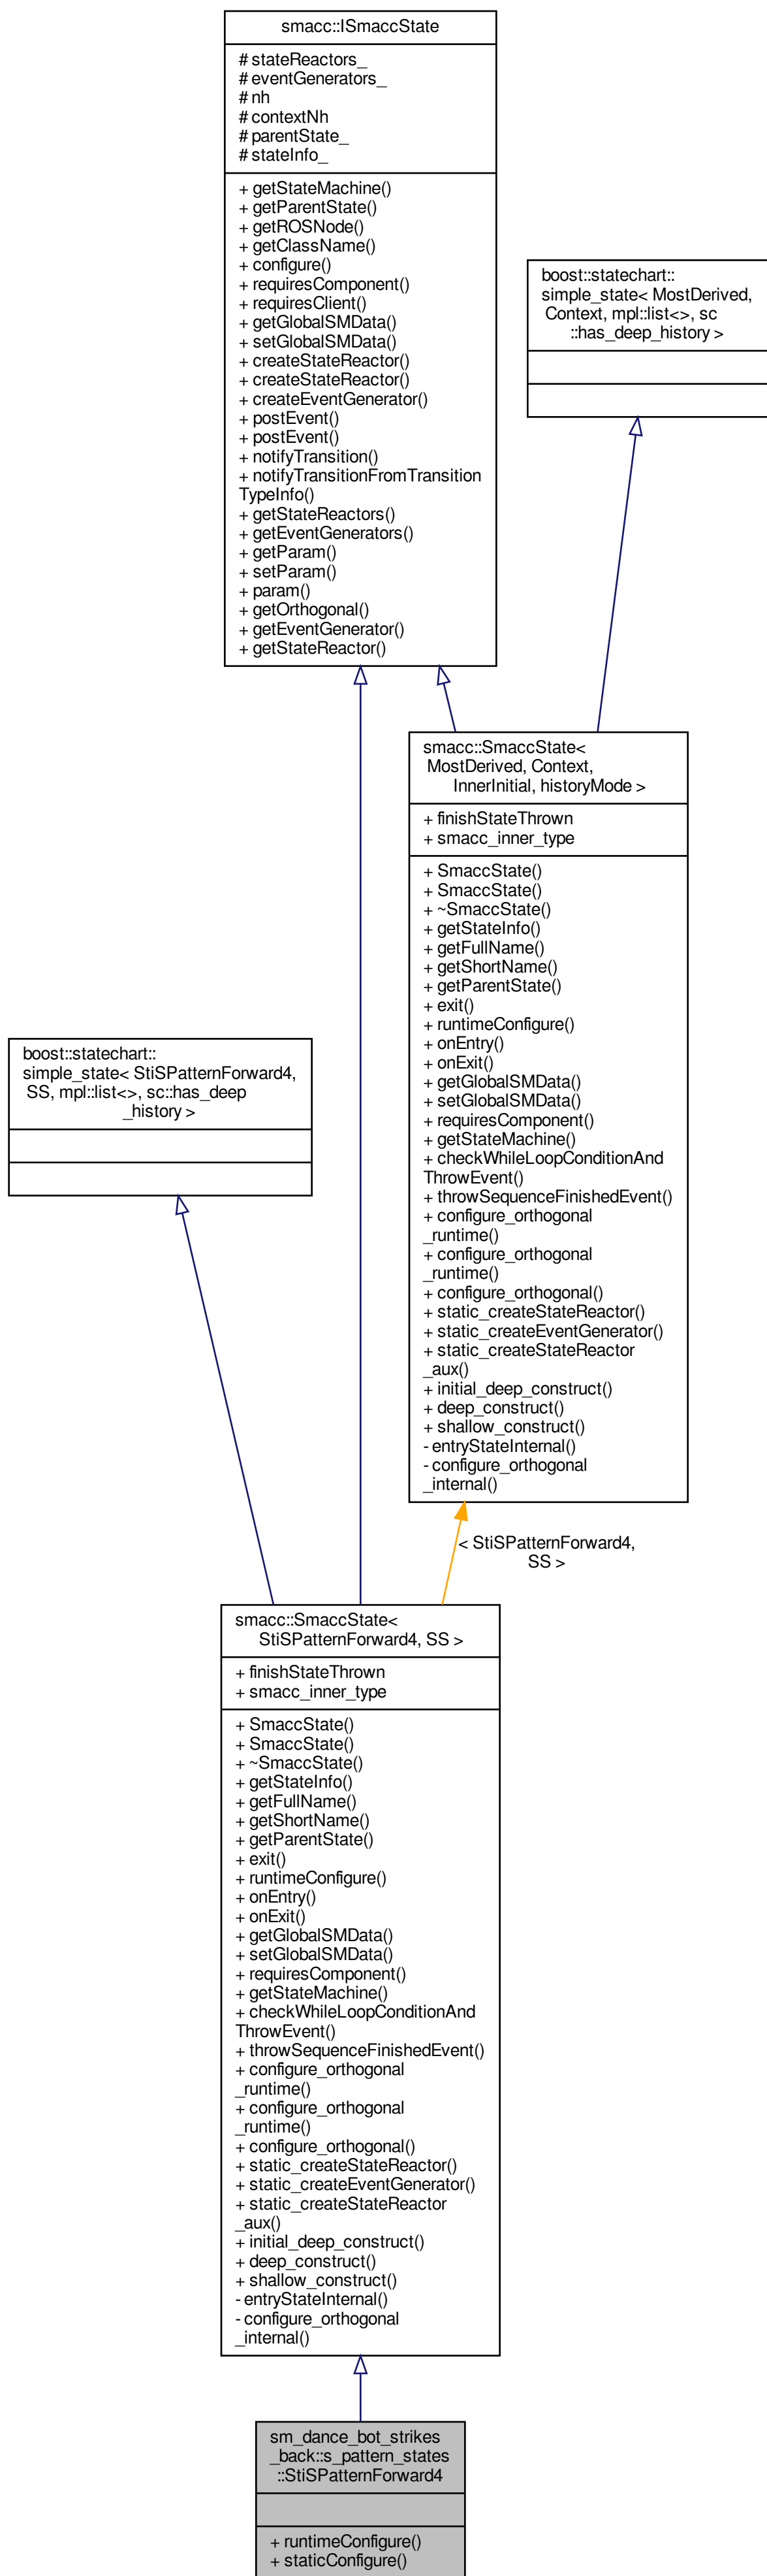 smacc::ISmaccState
# stateReactors_
# eventGenerators_
# nh
# contextNh
# parentState_
# stateInfo_
+ getStateMachine()
+ getParentState()
+ getROSNode()
+ getClassName()
+ configure()
+ requiresComponent()
+ requiresClient()
+ getGlobalSMData()
+ setGlobalSMData()
+ createStateReactor()
+ createStateReactor()
+ createEventGenerator()
+ postEvent()
+ postEvent()
+ notifyTransition()
+ notifyTransitionFromTransition
TypeInfo()
+ getStateReactors()
+ getEventGenerators()
+ getParam()
+ setParam()
+ param()
+ getOrthogonal()
+ getEventGenerator()
+ getStateReactor()
boost::statechart::
simple_state< MostDerived,
Context, mpl::list<>, sc
::has_deep_history >
smacc::SmaccState<
MostDerived, Context,
InnerInitial, historyMode >
+ finishStateThrown
+ smacc_inner_type
+ SmaccState()
+ SmaccState()
+ ~SmaccState()
+ getStateInfo()
+ getFullName()
+ getShortName()
+ getParentState()
+ exit()
+ runtimeConfigure()
+ onEntry()
+ onExit()
+ getGlobalSMData()
+ setGlobalSMData()
+ requiresComponent()
+ getStateMachine()
+ checkWhileLoopConditionAnd
ThrowEvent()
+ throwSequenceFinishedEvent()
+ configure_orthogonal
_runtime()
+ configure_orthogonal
_runtime()
+ configure_orthogonal()
+ static_createStateReactor()
+ static_createEventGenerator()
+ static_createStateReactor
_aux()
+ initial_deep_construct()
+ deep_construct()
+ shallow_construct()
- entryStateInternal()
- configure_orthogonal
_internal()
boost::statechart::
simple_state< StiSPatternForward4,
SS, mpl::list<>, sc::has_deep
_history >
< StiSPatternForward4,
SS >
smacc::SmaccState<
StiSPatternForward4, SS >
+ finishStateThrown
+ smacc_inner_type
+ SmaccState()
+ SmaccState()
+ ~SmaccState()
+ getStateInfo()
+ getFullName()
+ getShortName()
+ getParentState()
+ exit()
+ runtimeConfigure()
+ onEntry()
+ onExit()
+ getGlobalSMData()
+ setGlobalSMData()
+ requiresComponent()
+ getStateMachine()
+ checkWhileLoopConditionAnd
ThrowEvent()
+ throwSequenceFinishedEvent()
+ configure_orthogonal
_runtime()
+ configure_orthogonal
_runtime()
+ configure_orthogonal()
+ static_createStateReactor()
+ static_createEventGenerator()
+ static_createStateReactor
_aux()
+ initial_deep_construct()
+ deep_construct()
+ shallow_construct()
- entryStateInternal()
- configure_orthogonal
_internal()
sm_dance_bot_strikes
_back::s_pattern_states
::StiSPatternForward4
+ runtimeConfigure()
+ staticConfigure()